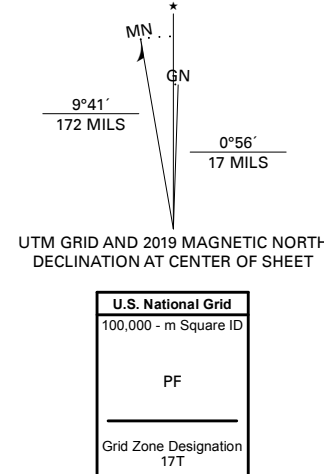 ★
MN
GN
9°41´
172 MILS
0°56´
17 MILS
UTM GRID AND 2019 MAGNETIC NORTH
DECLINATION AT CENTER OF SHEET
U.S. National Grid
100,000 - m Square ID
PF
Grid Zone Designation
17T